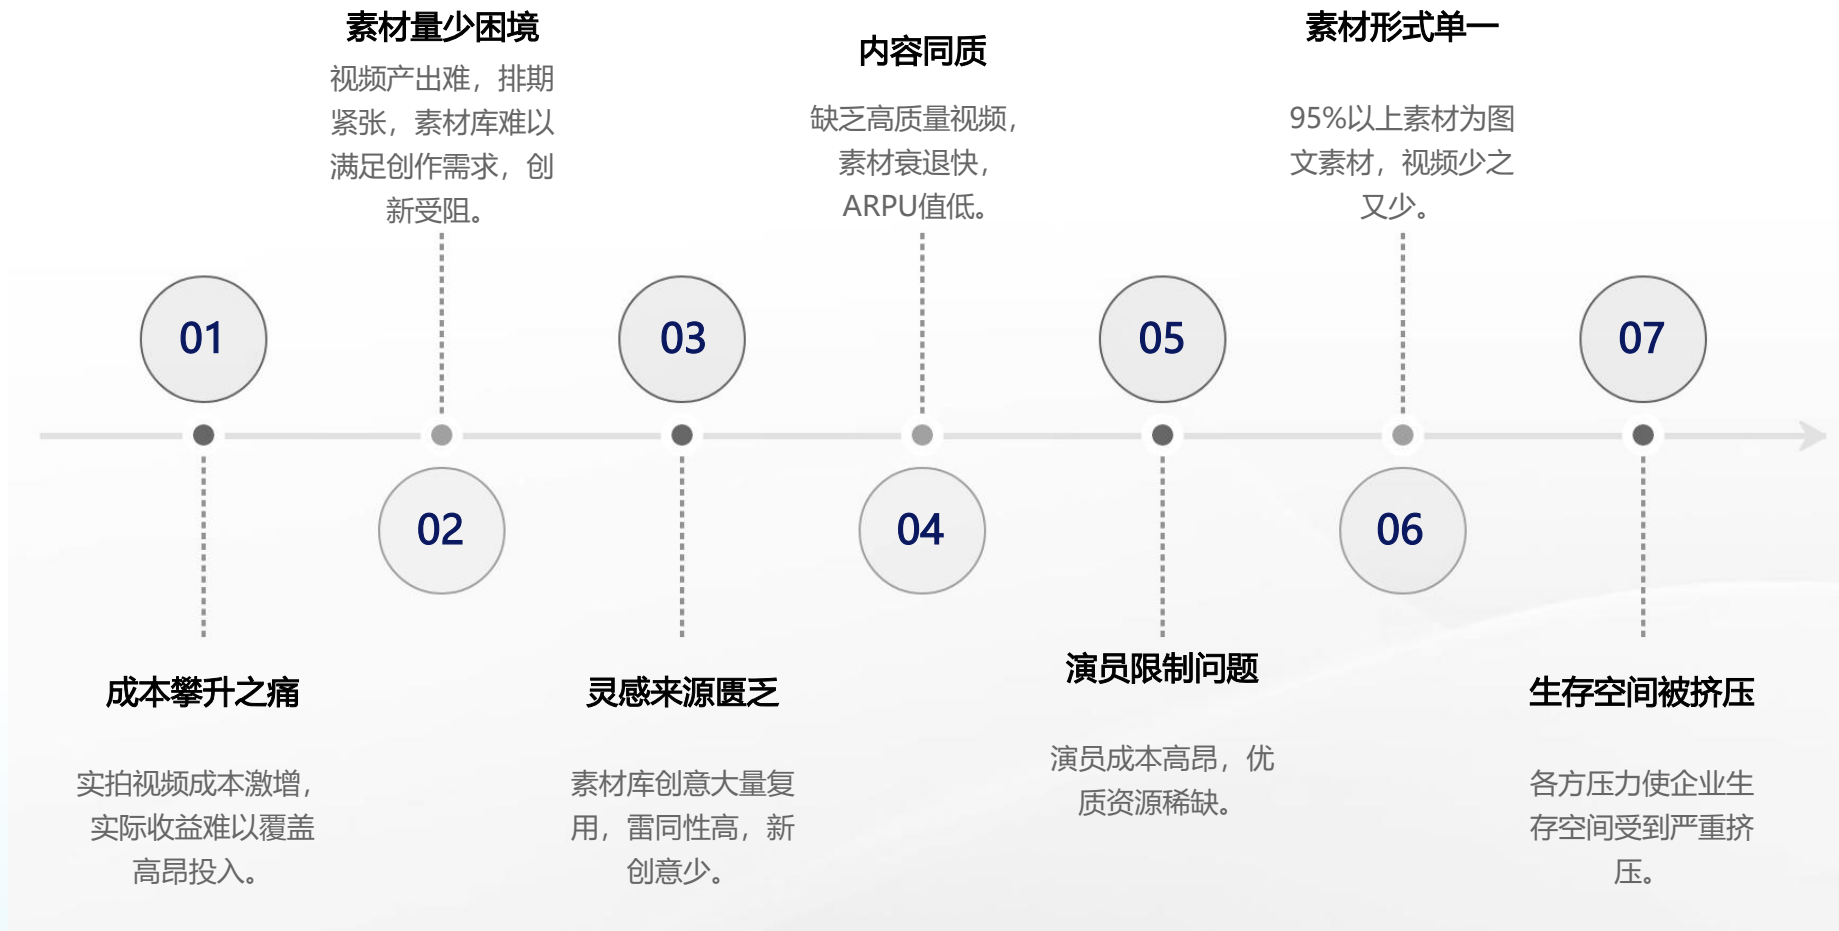 素材量少困境
视频产出难，排期
紧张，素材库难以
满足创作需求，创
新受阻。
内容同质
缺乏高质量视频，
素材衰退快，
ARPU值低。
素材形式单一
95%以上素材为图
文素材，视频少之
又少。
01
03
05
07
02
04
06
成本攀升之痛
实拍视频成本激增，
实际收益难以覆盖
高昂投入。
灵感来源匮乏
素材库创意大量复
用，雷同性高，新
创意少。
演员限制问题
演员成本高昂，优
质资源稀缺。
生存空间被挤压
各方压力使企业生
存空间受到严重挤
压。